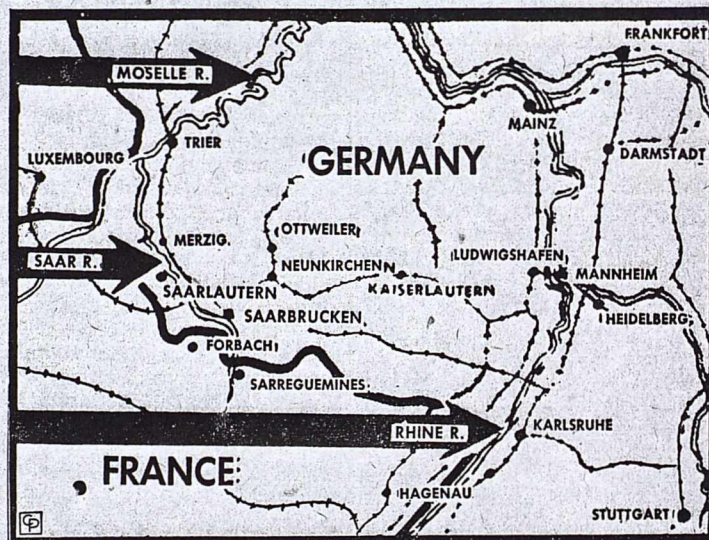 FRANKFORT
MOSELLE R.
MAINZ
TRIER
LUXEMBOURG
GERMANY
DARMSTADT
MERZIG.
OTTWEILER
SAAR R.
NEUNKIRCHEN
LUDWIGSHAFEN
MANNHEIM
KAISERLAUTERN
SAARLAUTERN
SAARBRUCKEN
HEIDELBERG
FORBACH
SARREGUEMINES
RHINE R.
KARLSRUHE
FRANCE
HAGENAU
STUTTGART
CP